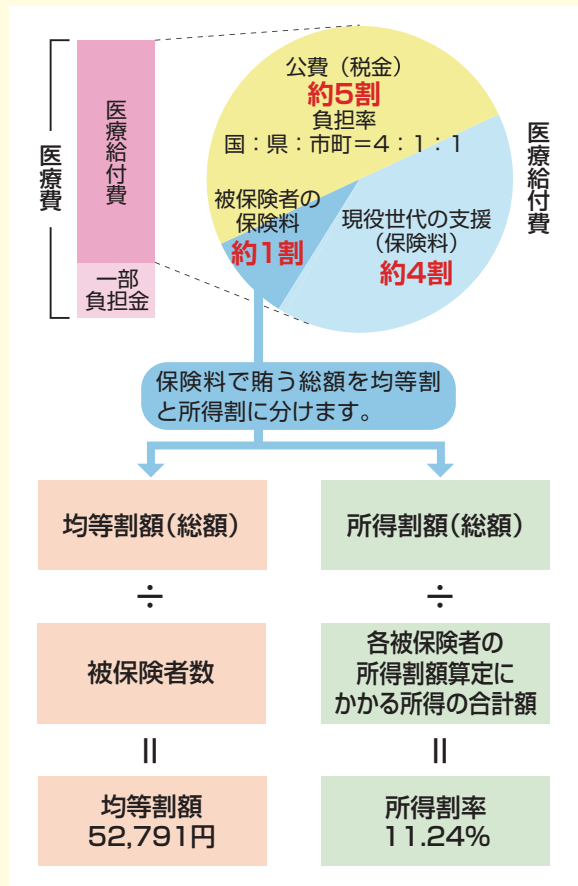 医療費
医療給付費
一部
負担金
公費（税金）
約5割
負担率
国：県：市町＝4：1：1
被保険者の
保険料
約1割
現役世代の支援
（保険料）
約4割
医療給付費
保険料で賄う総額を均等割
と所得割に分けます。
均等割額（総額）
÷
被保険者数
＝
均等割額
52,791円
所得割額（総額）
÷
各被保険者の
所得割額算定に
かかる所得の合計額
＝
所得割率
11.24%